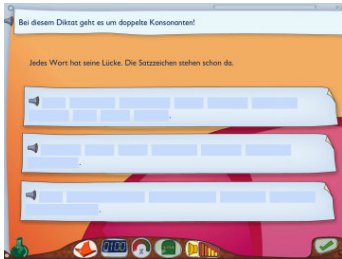 Bei diesem Diktat geht es um doppelte Konsonanten!
Jedes Wort hat seine Lücke. Die Satzzeichen stehen schon da.
.
.
.